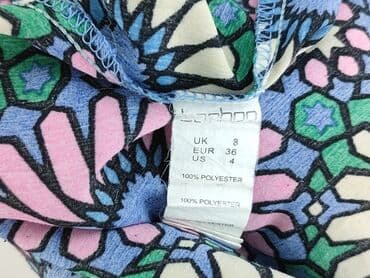 UK 8
EUR 36
US 4
100% POLYESTER
100% POLYESTER